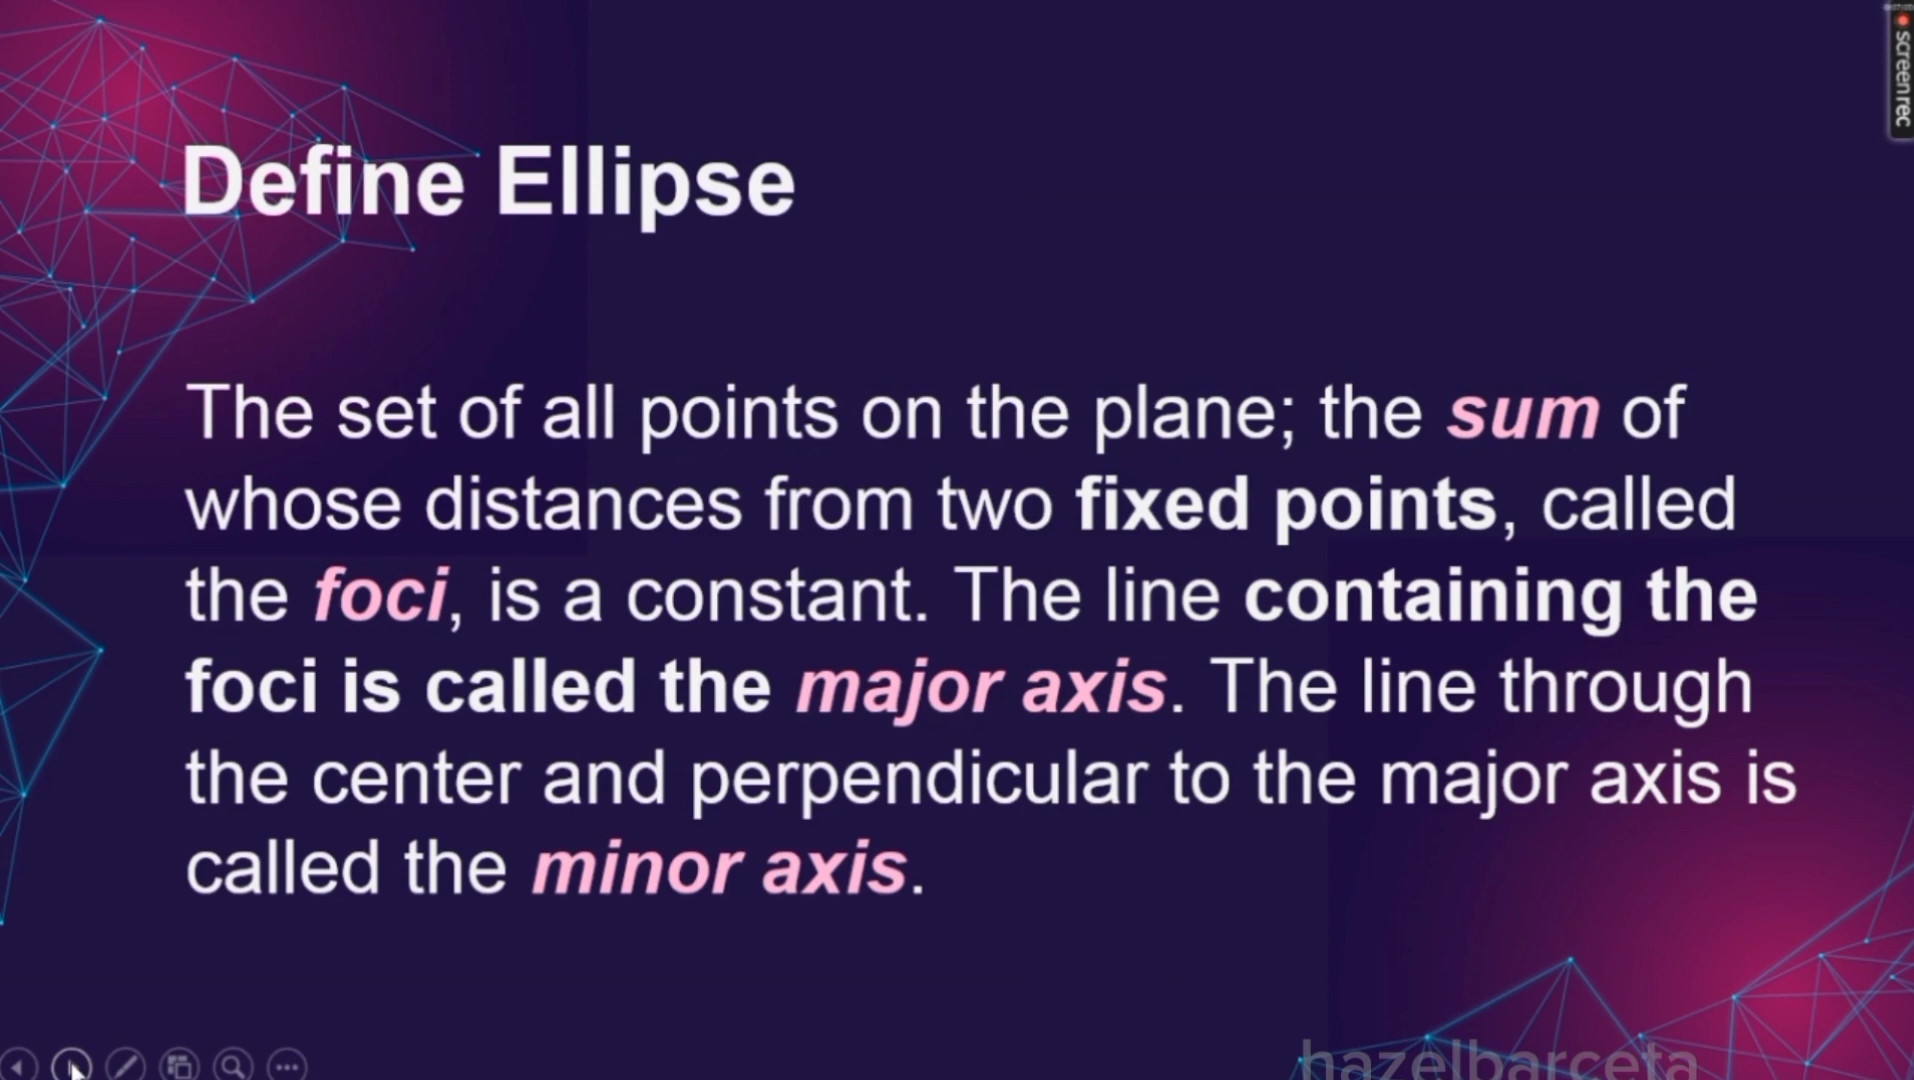 screenrec
Define Ellipse
The set of all points on the plane; the sum of
whose distances from two fixed points, called
the foci, is a constant. The line containing the
foci is called the major axis. The line through
the center and perpendicular to the major axis is
called the minor axis.
hazelbarceta